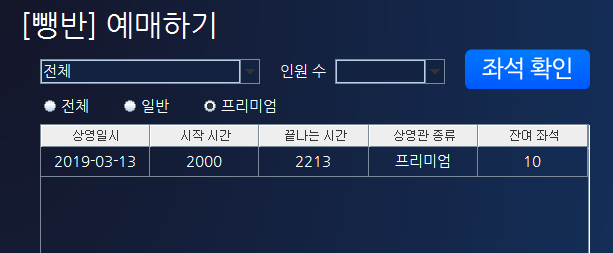 [뺑반] 예매하기
전체 인원 수 좌석 확인
전체 일반 프리미엄
상영일시 시작 시간 끝나는 시간 상영관 종류 잔여 좌석
2019-03-13 2000 2213 프리미엄 10